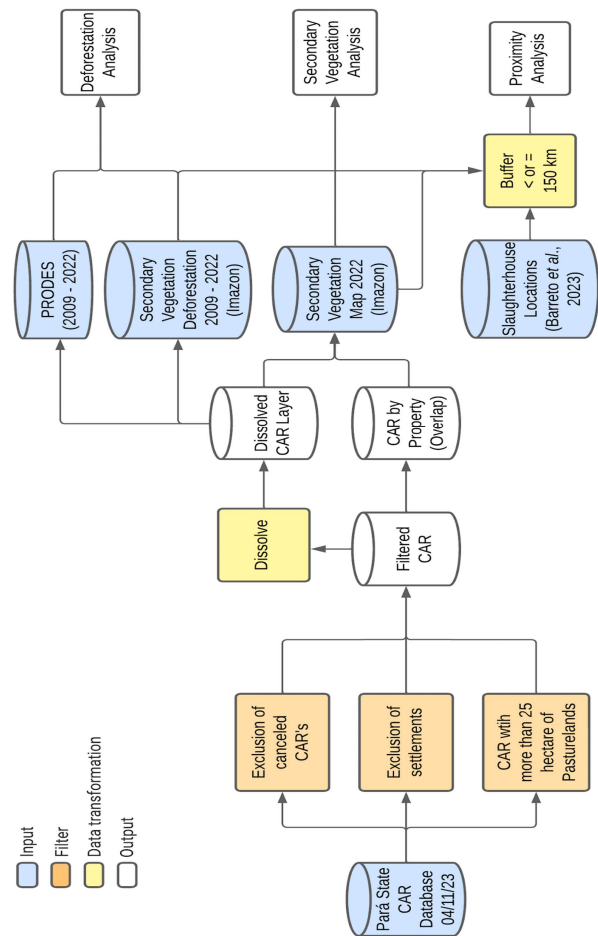 Input
Filter
Data transformation
Output
Pará State
CAR
Database
04/11/23
Exclusion of
canceled
CAR's
Exclusion of
settlements
CAR wtih
more than 25
hectare of
Pasturelands
Filtered
CAR
Dissolve
Dissolved
CAR Layer
CAR by
Property
(Overlap)
PRODES
(2009 - 2022)
Secondary
Vegetation
Deforestation
2009 - 2022
(Imazon)
Secondary
Vegetation
Map 2022
(Imazon)
Slaughterhouse
Locations
(Barreto et al.,
2023)
Buffer
< or =
150 km
Deforestation
Analysis
Secondary
Vegetation
Analysis
Proximity
Analysis